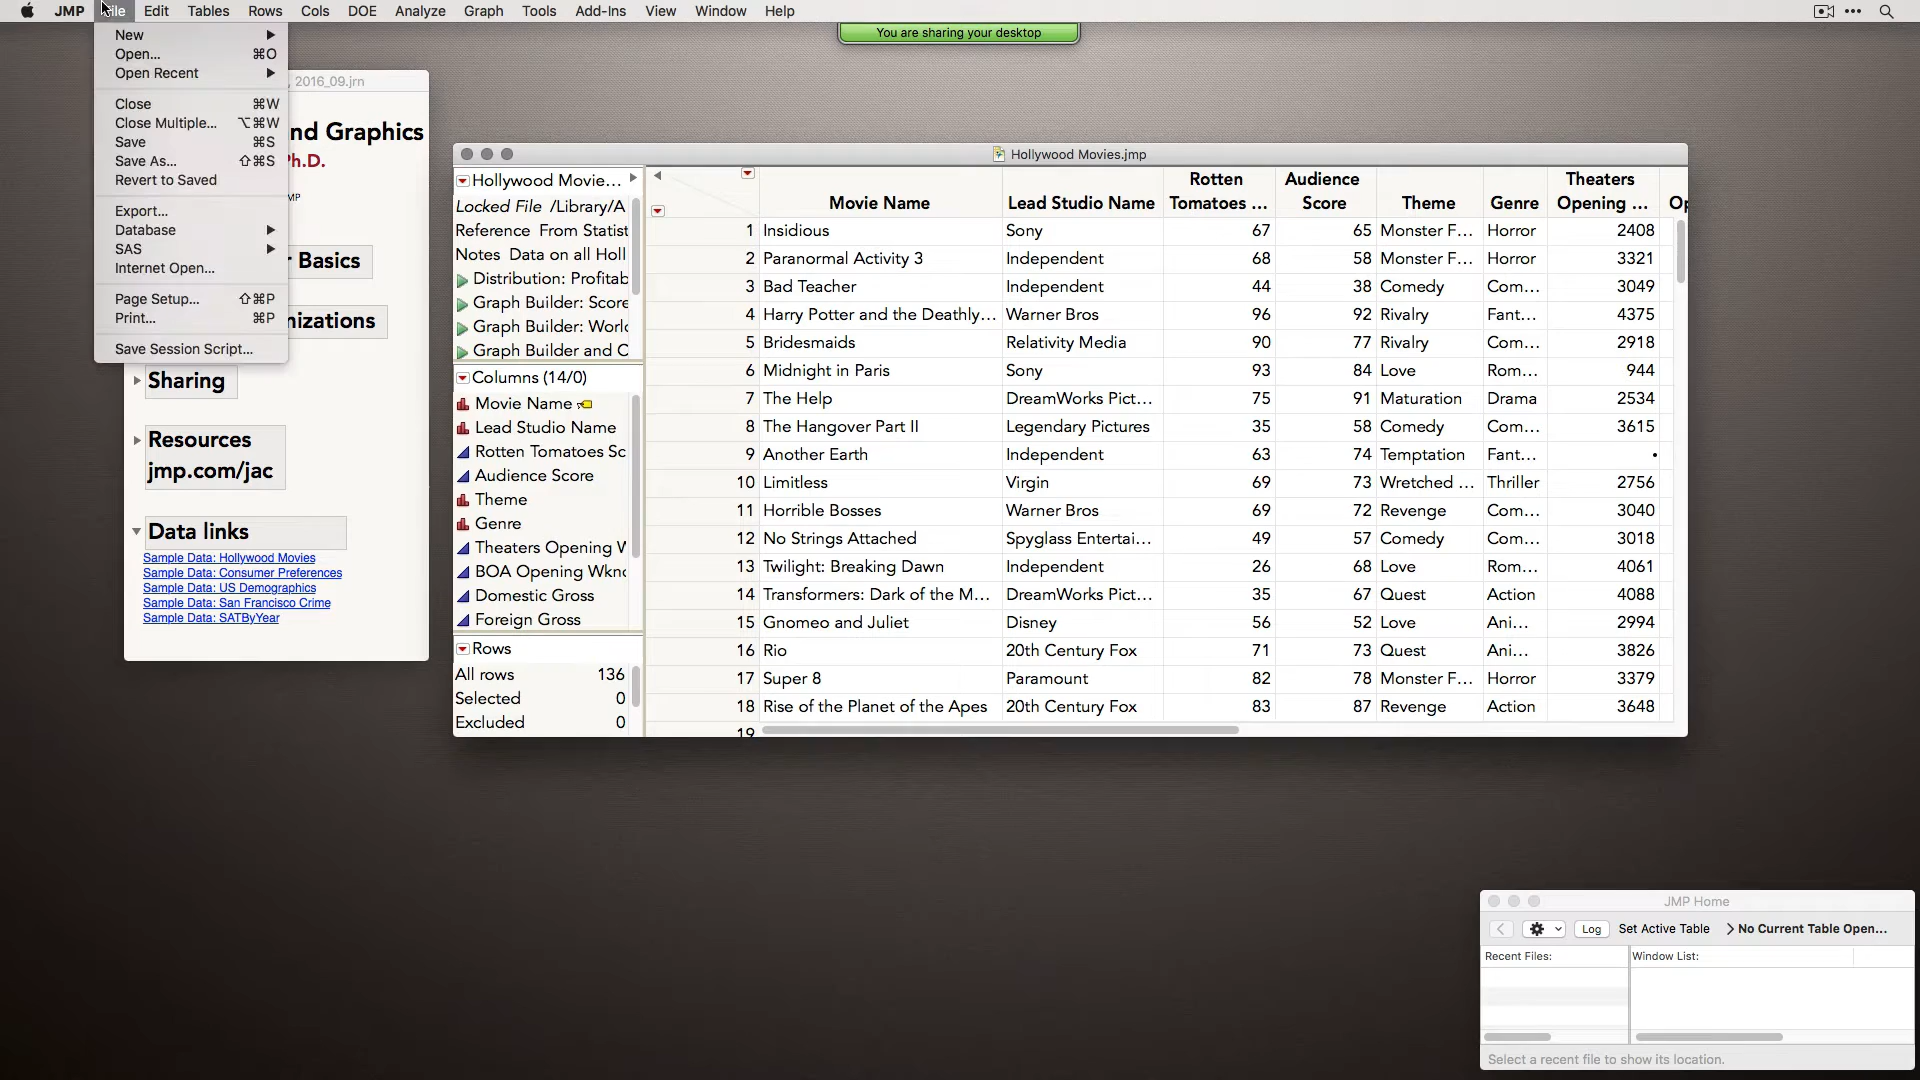 JMP File Edit Tables Rows Cols DOE Analyze Graph Tools Add-Ins View Window Help
You are sharing your desktop
New
Open... ⌘O
Open Recent
Close ⌘W
Close Multiple... ⌥⌘W
Save ⌘S
Save As... ⇧⌘S
Revert to Saved
Export...
Database
SAS
Internet Open...
Page Setup... ⇧⌘P
Print... ⌘P
Save Session Script...
, 2016_09.jrn
nd Graphics
Ph.D.
MP
r Basics
nizations
Sharing
Resources
jmp.com/jac
Data links
Sample Data: Hollywood Movies
Sample Data: Consumer Preferences
Sample Data: US Demographics
Sample Data: San Francisco Crime
Sample Data: SATByYear
Hollywood Movies.jmp
Hollywood Movie...
Locked File /Library/A
Reference From Statist
Notes Data on all Holl
Distribution: Profitab
Graph Builder: Score
Graph Builder: Worl
Graph Builder and C
Columns (14/0)
Movie Name
Lead Studio Name
Rotten Tomatoes Sc
Audience Score
Theme
Genre
Theaters Opening W
BOA Opening Wkn
Domestic Gross
Foreign Gross
Rows
All rows 136
Selected 0
Excluded 0
Movie Name Lead Studio Name Rotten Tomatoes ... Audience Score Theme Genre Theaters Opening ... Op
1 Insidious Sony 67 65 Monster F... Horror 2408
2 Paranormal Activity 3 Independent 68 58 Monster F... Horror 3321
3 Bad Teacher Independent 44 38 Comedy Com... 3049
4 Harry Potter and the Deathly... Warner Bros 96 92 Rivalry Fant... 4375
5 Bridesmaids Relativity Media 90 77 Rivalry Com... 2918
6 Midnight in Paris Sony 93 84 Love Rom... 944
7 The Help DreamWorks Pict... 75 91 Maturation Drama 2534
8 The Hangover Part II Legendary Pictures 35 58 Comedy Com... 3615
9 Another Earth Independent 63 74 Temptation Fant... •
10 Limitless Virgin 69 73 Wretched ... Thriller 2756
11 Horrible Bosses Warner Bros 69 72 Revenge Com... 3040
12 No Strings Attached Spyglass Entertai... 49 57 Comedy Com... 3018
13 Twilight: Breaking Dawn Independent 26 68 Love Rom... 4061
14 Transformers: Dark of the M... DreamWorks Pict... 35 67 Quest Action 4088
15 Gnomeo and Juliet Disney 56 52 Love Ani... 2994
16 Rio 20th Century Fox 71 73 Quest Ani... 3826
17 Super 8 Paramount 82 78 Monster F... Horror 3379
18 Rise of the Planet of the Apes 20th Century Fox 83 87 Revenge Action 3648
19
JMP Home
Log Set Active Table No Current Table Open...
Recent Files: Window List:
Select a recent file to show its location.